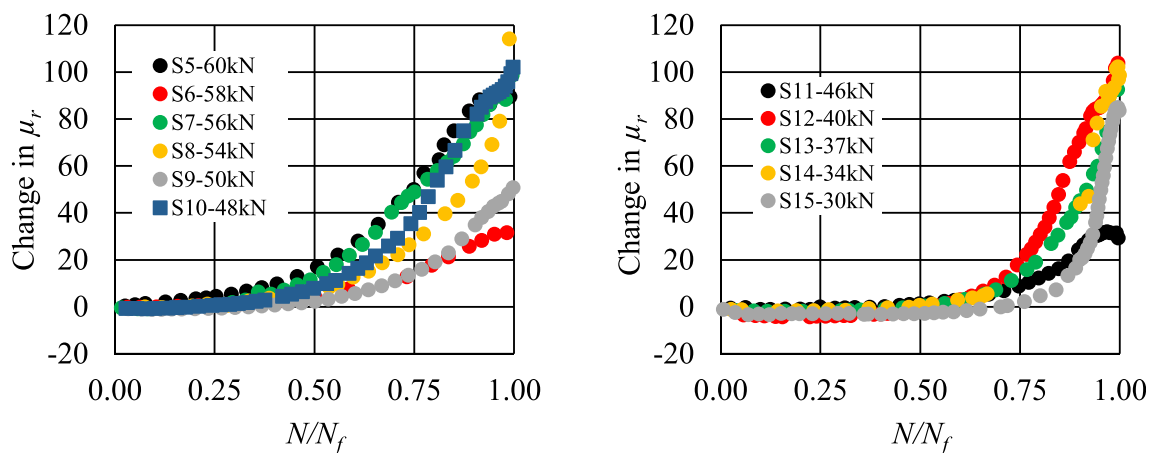 120
100
80
60
40
20
0
-20
Change in μr
S5-60kN
S6-58kN
S7-56kN
S8-54kN
S9-50kN
S10-48kN
0.00 0.25 0.50 0.75 1.00
N/Nf
120
100
80
60
40
20
0
-20
Change in μr
S11-46kN
S12-40kN
S13-37kN
S14-34kN
S15-30kN
0.00 0.25 0.50 0.75 1.00
N/Nf